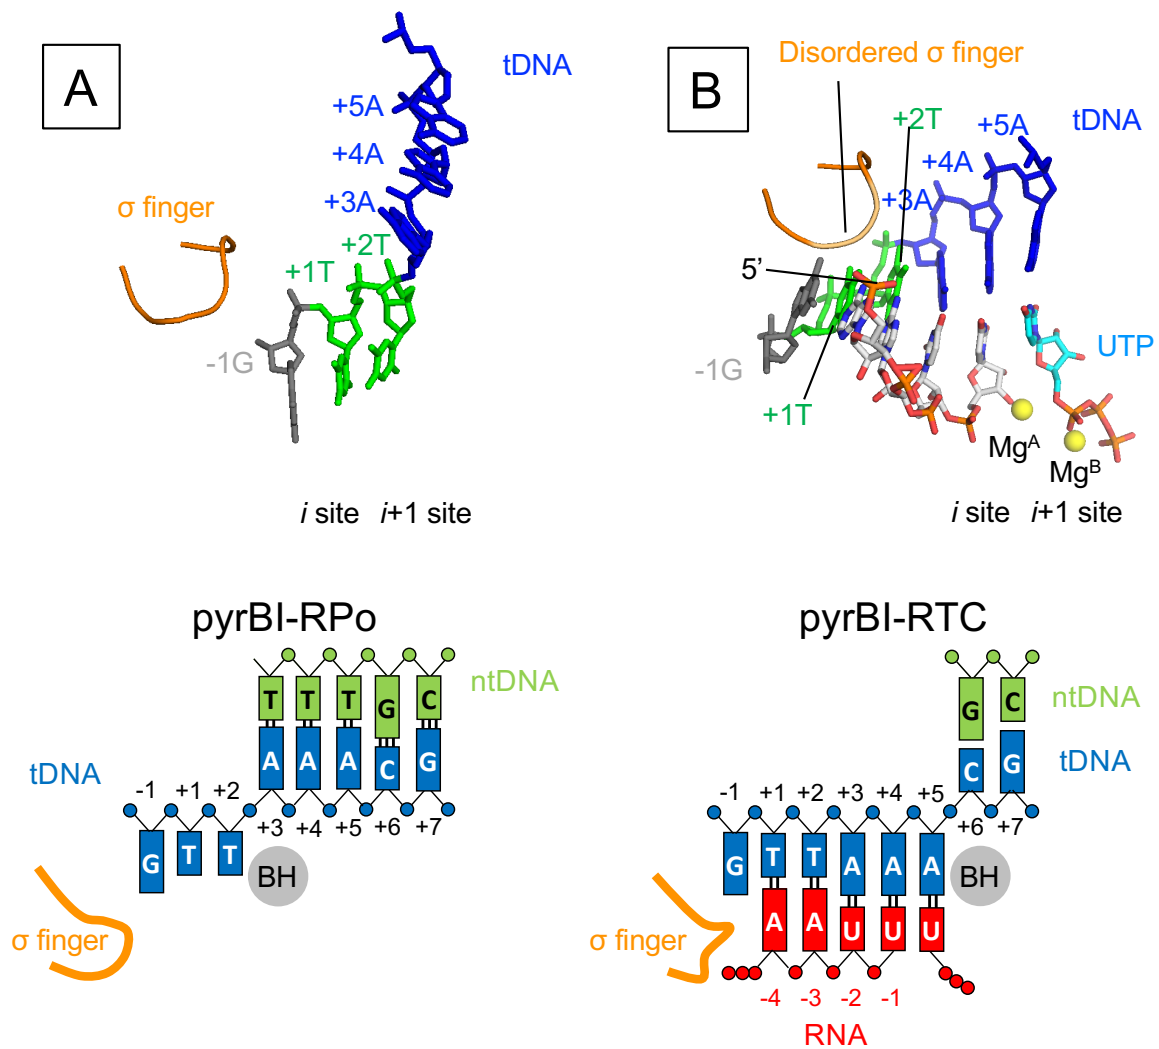 A
tDNA
+5A
+4A
+3A
σ finger
+2T
+1T
-1G
i site i+1 site
B
Disordered σ finger
+2T
+5A
tDNA
+4A
+3A
5’
-1G
UTP
+1T
Mg^A
Mg^B
i site i+1 site
pyrBI-RPo
T T T G C
ntDNA
A A A C G
tDNA
-1 +1 +2
+3 +4 +5 +6 +7
G T T
BH
σ finger
pyrBI-RTC
G C
ntDNA
C G
tDNA
-1 +1 +2 +3 +4 +5
+6 +7
G T T A A A
BH
A A U U U
σ finger
-4 -3 -2 -1
RNA